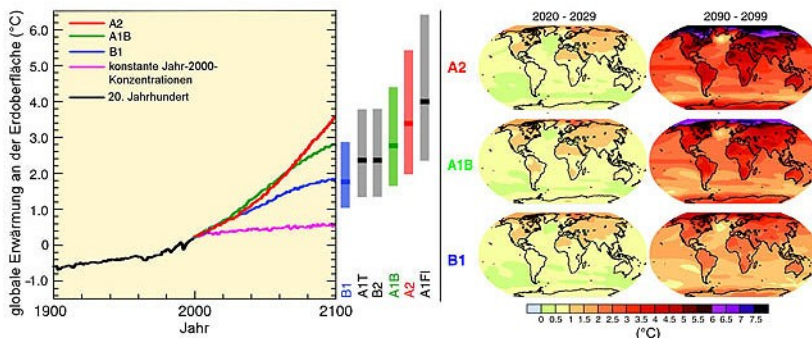 globale Erwärmung an der Erdoberfläche (°C)
6.0
5.0
4.0
3.0
2.0
1.0
0
-1.0
A2
A1B
B1
konstante Jahr-2000-
Konzentrationen
20. Jahrhundert
1900
2000
2100
Jahr
B1
A1T
B2
A1B
A2
A1FI
2020 - 2029
2090 - 2099
A2
A1B
B1
0 0.5 1 1.5 2 2.5 3 3.5 4 4.5 5 5.5 6 6.5 7 7.5
(°C)